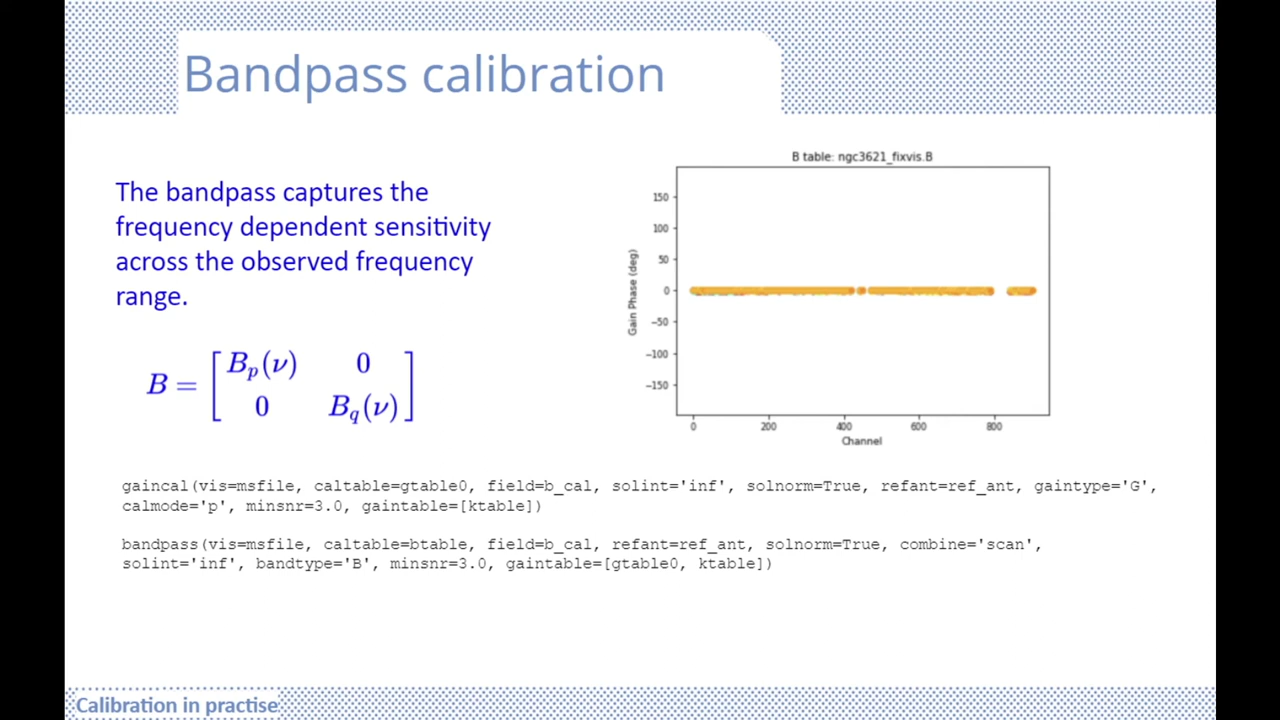 Bandpass calibration
The bandpass captures the
frequency dependent sensitivity
across the observed frequency
range.
B = [ B_p(ν) 0
0 B_q(ν) ]
B table: ngc3621_fixvis.B
Gain Phase (deg)
150
100
50
0
−50
−100
−150
0 200 400 600 800
Channel
gaincal(vis=msfile, caltable=gtable0, field=b_cal, solint='inf', solnorm=True, refant=ref_ant, gaintype='G',
calmode='p', minsnr=3.0, gaintable=[ktable])
bandpass(vis=msfile, caltable=btable, field=b_cal, refant=ref_ant, solnorm=True, combine='scan',
solint='inf', bandtype='B', minsnr=3.0, gaintable=[gtable0, ktable])
Calibration in practise